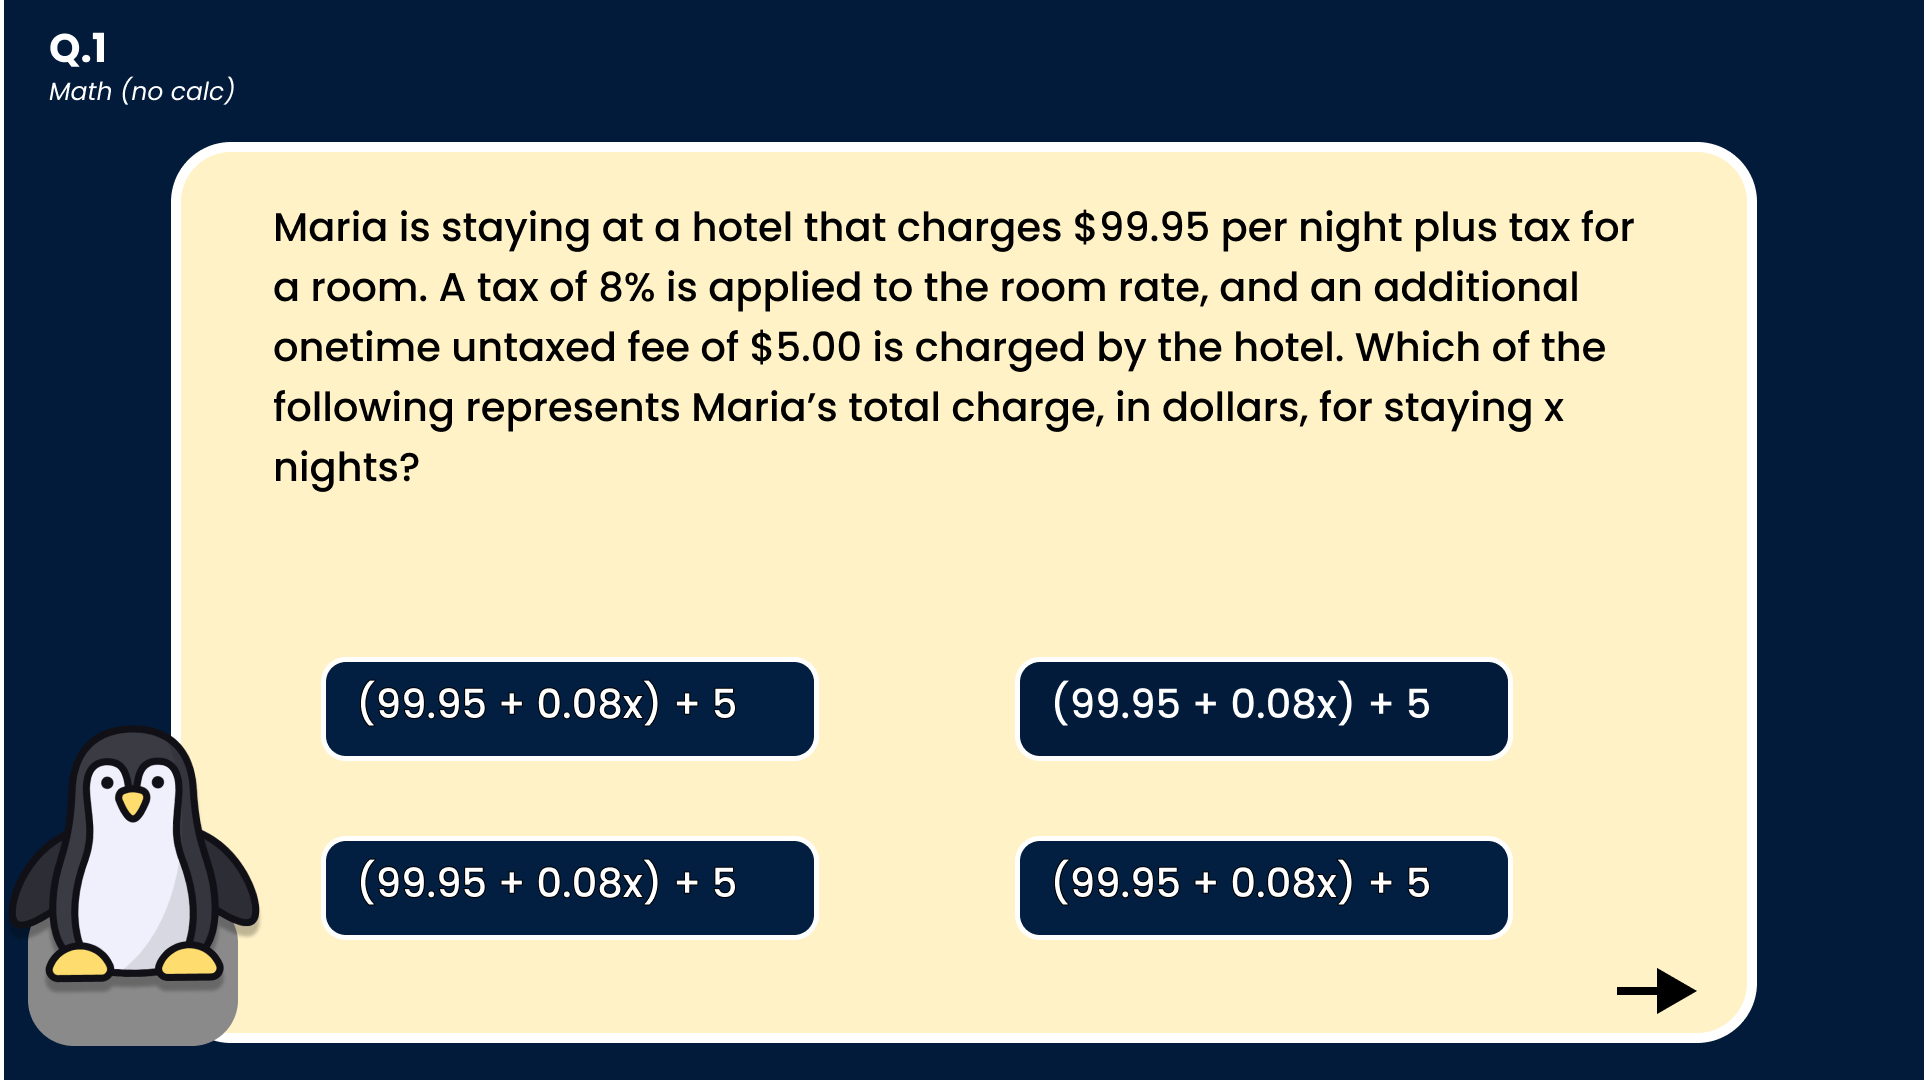 Q.1
Math (no calc)
Maria is staying at a hotel that charges $99.95 per night plus tax for
a room. A tax of 8% is applied to the room rate, and an additional
onetime untaxed fee of $5.00 is charged by the hotel. Which of the
following represents Maria’s total charge, in dollars, for staying x
nights?
(99.95 + 0.08x) + 5
(99.95 + 0.08x) + 5
(99.95 + 0.08x) + 5
(99.95 + 0.08x) + 5